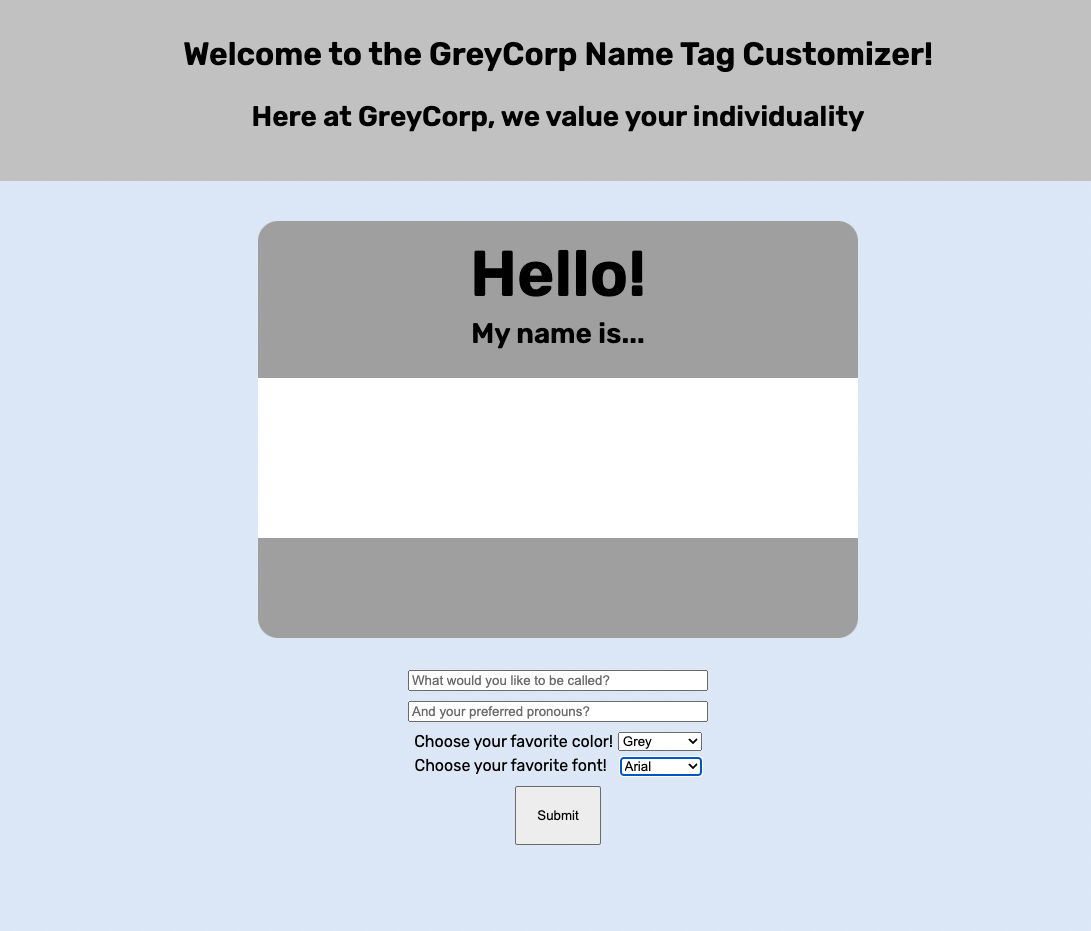 Welcome to the GreyCorp Name Tag Customizer!
Here at GreyCorp, we value your individuality
Hello!
My name is...
What would you like to be called?
And your preferred pronouns?
Choose your favorite color! Grey
Choose your favorite font! Arial
Submit